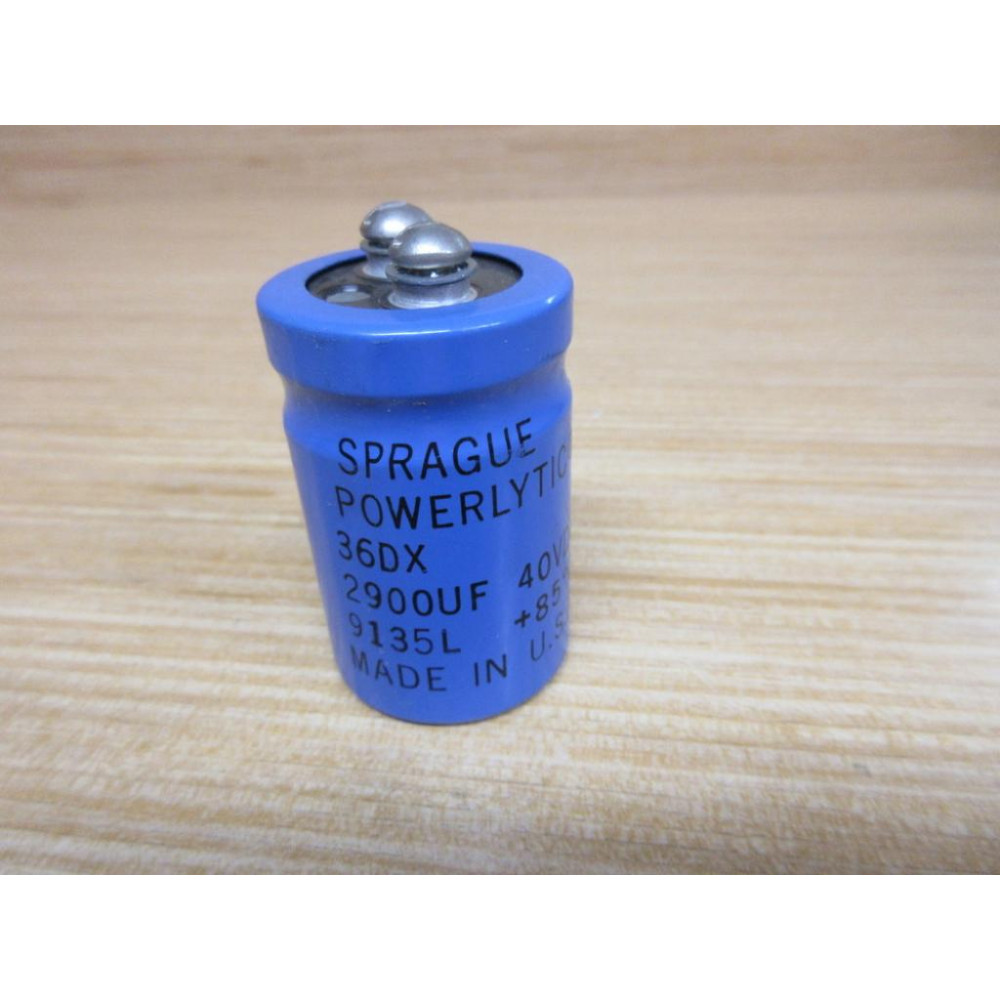 SPRAGUE
POWERLYTIC
36DX
2900UF 40V
9135L +85
MADE IN U.S